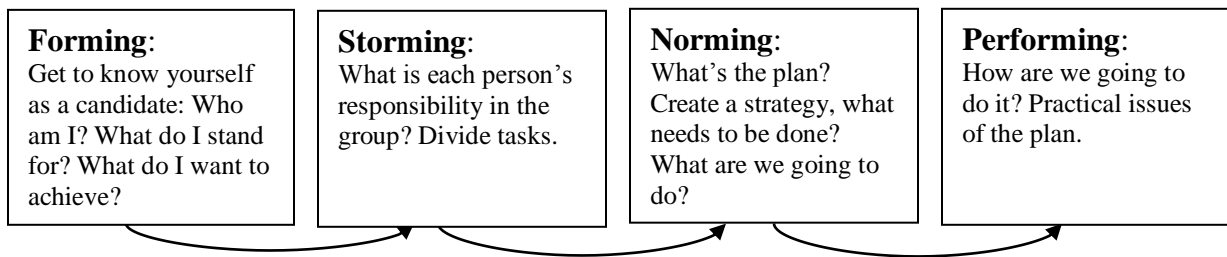 Forming:
Get to know yourself
as a candidate: Who
am I? What do I stand
for? What do I want to
achieve?
Storming:
What is each person’s
responsibility in the
group? Divide tasks.
Norming:
What’s the plan?
Create a strategy, what
needs to be done?
What are we going to
do?
Performing:
How are we going to
do it? Practical issues
of the plan.